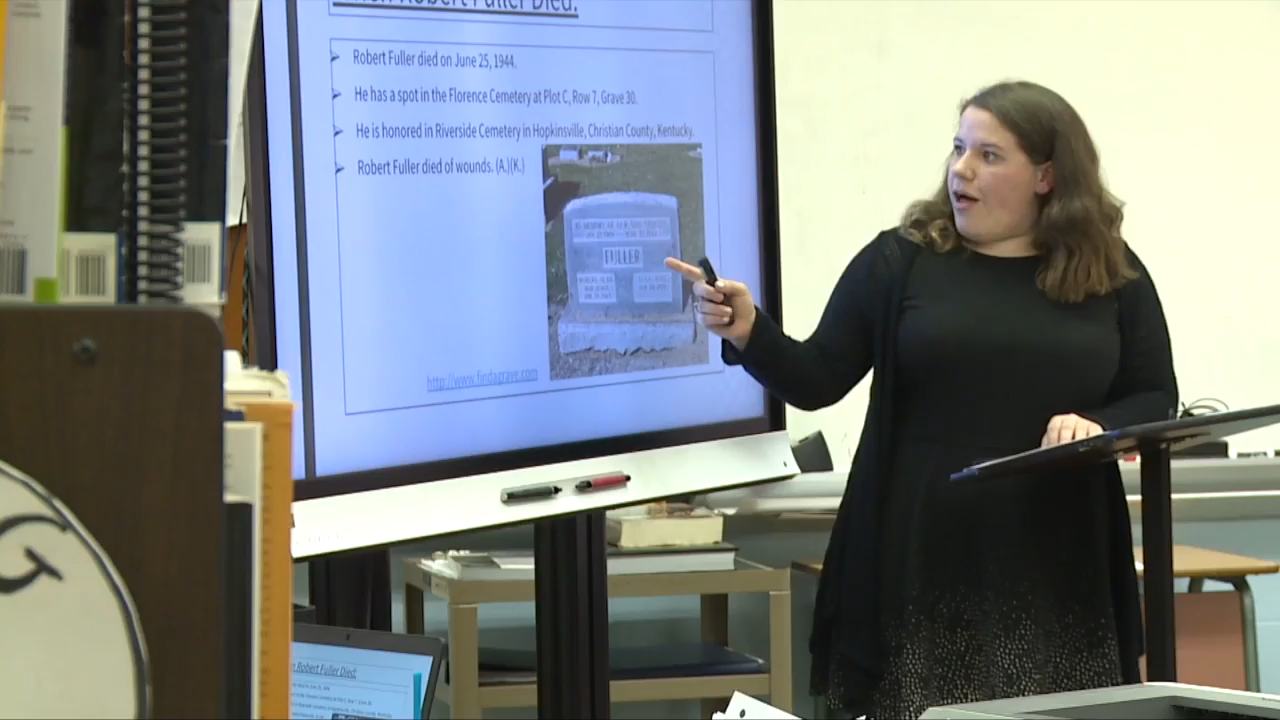 Robert Fuller Died:
Robert Fuller died on June 25, 1944.
He has a spot in the Florence Cemetery at Plot C, Row 7, Grave 30.
He is honored in Riverside Cemetery in Hopkinsville, Christian County, Kentucky.
Robert Fuller died of wounds. (A.)(K.)
FULLER
http://www.findagrave.com
Robert Fuller Died: